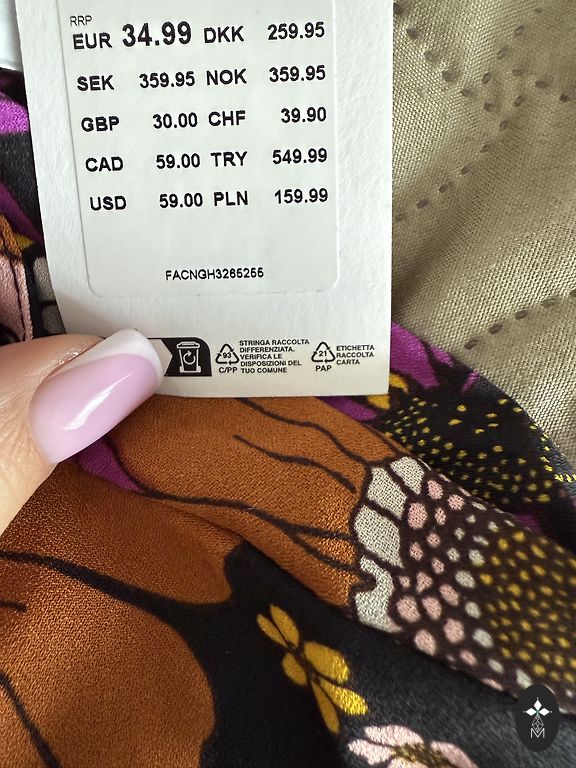 RRP
EUR 34.99 DKK 259.95
SEK 359.95 NOK 359.95
GBP 30.00 CHF 39.90
CAD 59.00 TRY 549.99
USD 59.00 PLN 159.99
FACNGH3265255
93
C/PP
STRINGA RACCOLTA
DIFFERENZIATA.
VERIFICA LE
DISPOSIZIONI DEL
TUO COMUNE
21
PAP
ETICHETTA
RACCOLTA
CARTA
M